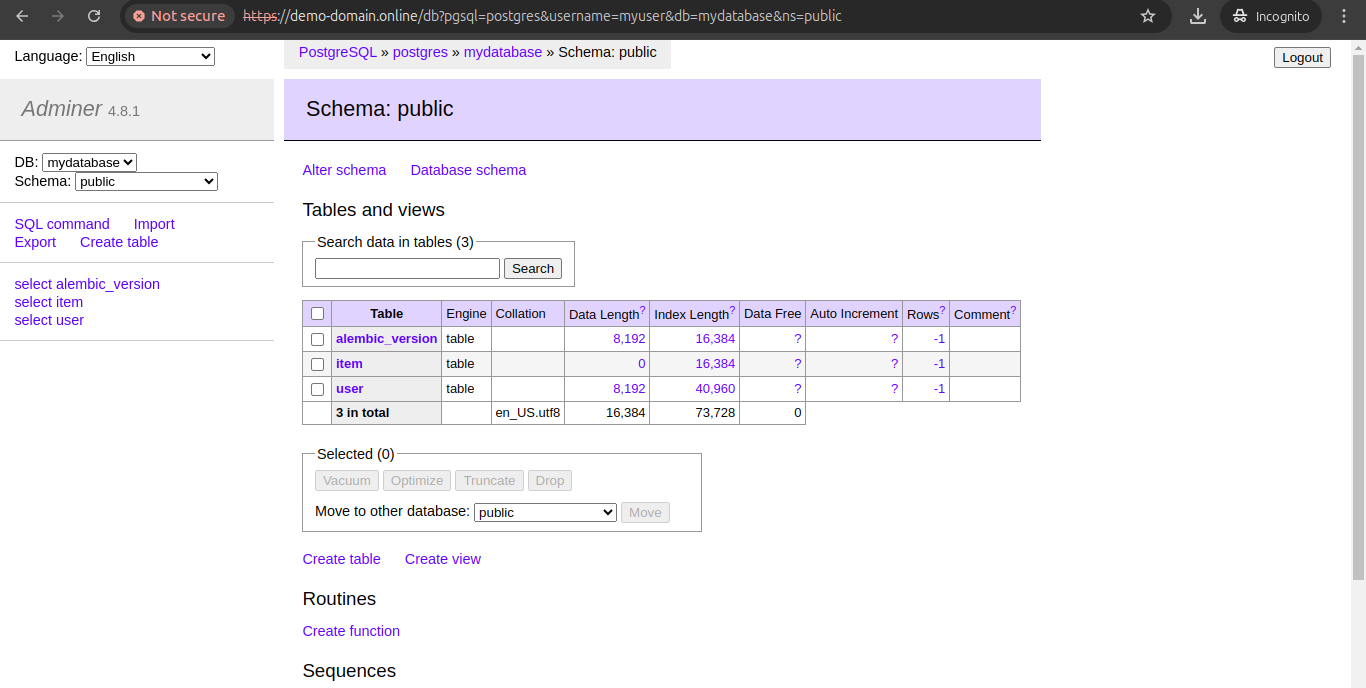 Not secure https://demo-domain.online/db?pgsql=postgres&username=myuser&db=mydatabase&ns=public Incognito
Language: English
PostgreSQL » postgres » mydatabase » Schema: public
Logout
Adminer 4.8.1
Schema: public
DB: mydatabase
Schema: public
SQL command Import
Export Create table
select alembic_version
select item
select user
Alter schema Database schema
Tables and views
Search data in tables (3)
Search
Table Engine Collation Data Length? Index Length? Data Free Auto Increment Rows? Comment?
alembic_version table 8,192 16,384 ? ? -1
item table 0 16,384 ? ? -1
user table 8,192 40,960 ? ? -1
3 in total en_US.utf8 16,384 73,728 0
Selected (0)
Vacuum Optimize Truncate Drop
Move to other database: public Move
Create table Create view
Routines
Create function
Sequences